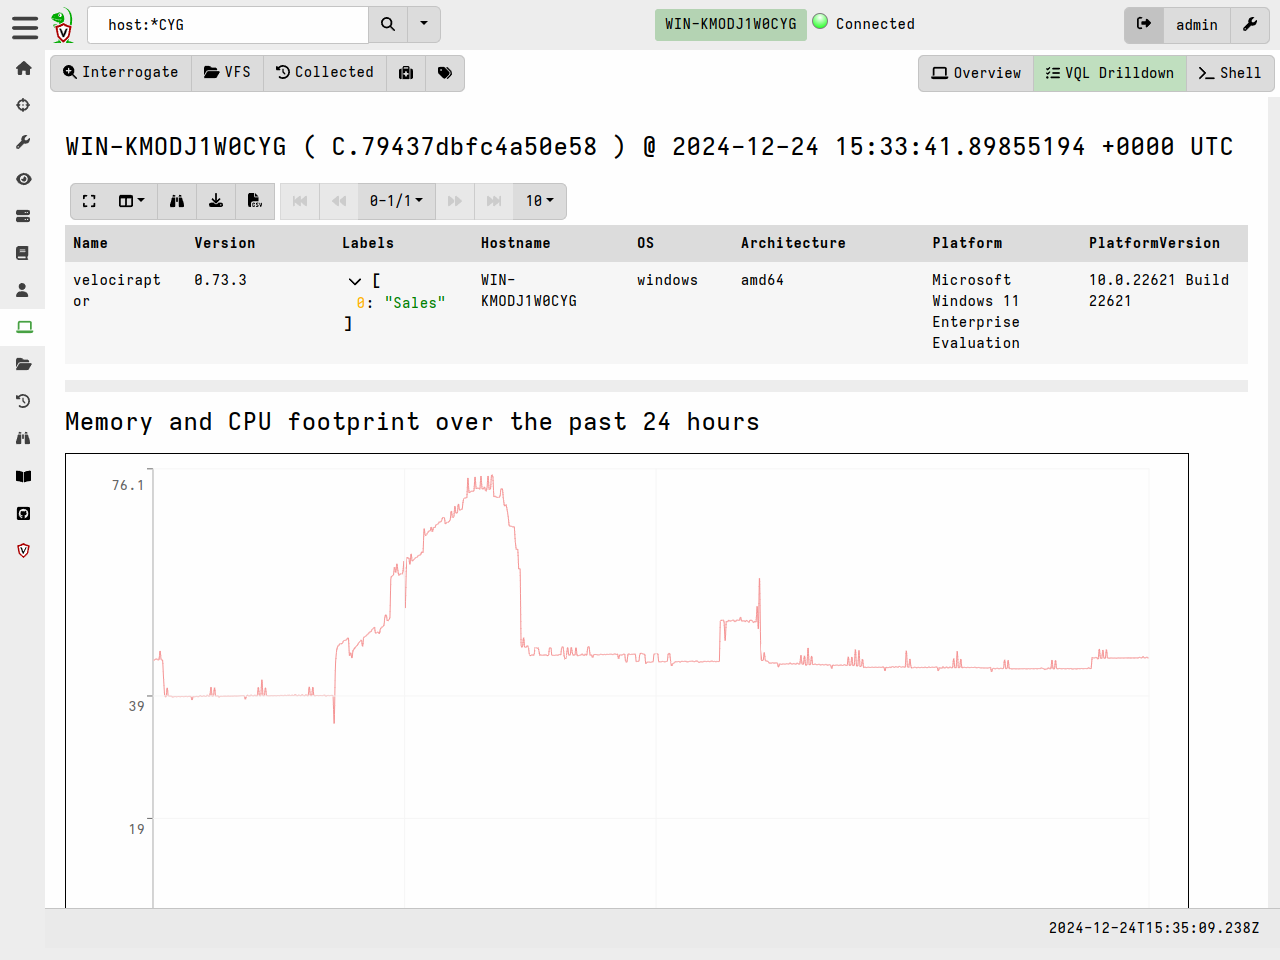 host:*CYG
WIN-KMODJ1W0CYG Connected
admin
Interrogate VFS Collected
Overview VQL Drilldown Shell
WIN-KMODJ1W0CYG ( C.79437dbfc4a50e58 ) @ 2024-12-24 15:33:41.89855194 +0000 UTC
0-1/1 10
Name Version Labels Hostname OS Architecture Platform PlatformVersion
velocirapt 0.73.3 [ WIN- windows amd64 Microsoft 10.0.22621 Build
or 0: "Sales" KMODJ1W0CYG Windows 11 22621
] Enterprise
Evaluation
Memory and CPU footprint over the past 24 hours
76.1
39
19
2024-12-24T15:35:09.238Z